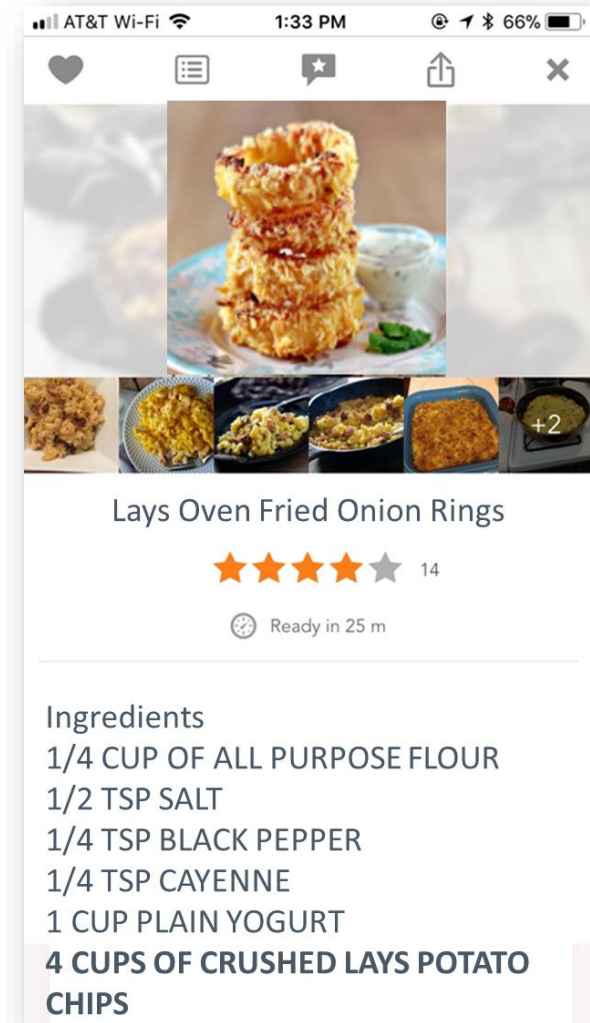 AT&T Wi-Fi 1:33 PM 66%
+2
Lays Oven Fried Onion Rings
14
Ready in 25 m
Ingredients
1/4 CUP OF ALL PURPOSE FLOUR
1/2 TSP SALT
1/4 TSP BLACK PEPPER
1/4 TSP CAYENNE
1 CUP PLAIN YOGURT
4 CUPS OF CRUSHED LAYS POTATO
CHIPS